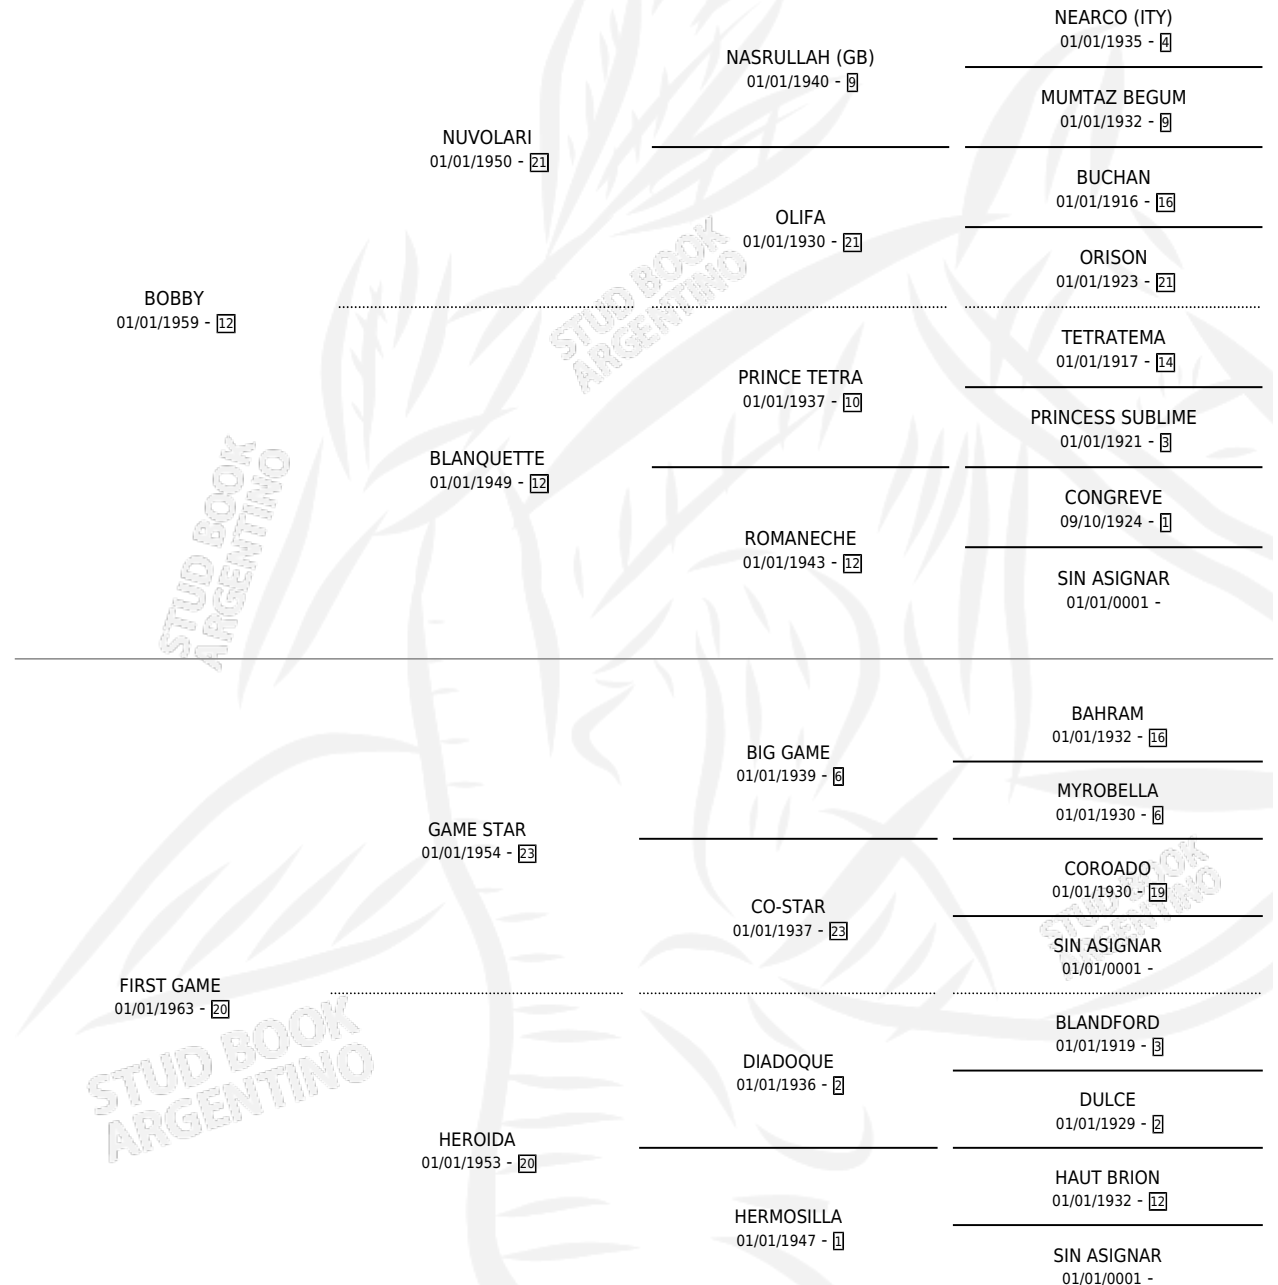 NEARCO (ITY)
01/01/1935 - 4
NASRULLAH (GB)
01/01/1940 - 9
MUMTAZ BEGUM
01/01/1932 - 9
NUVOLARI
01/01/1950 - 21
BUCHAN
01/01/1916 - 16
OLIFA
01/01/1930 - 21
ORISON
01/01/1923 - 21
BOBBY
01/01/1959 - 12
TETRATEMA
01/01/1917 - 14
PRINCE TETRA
01/01/1937 - 10
PRINCESS SUBLIME
01/01/1921 - 3
BLANQUETTE
01/01/1949 - 12
CONGREVE
09/10/1924 - 1
ROMANECHE
01/01/1943 - 12
SIN ASIGNAR
01/01/0001 -
BAHRAM
01/01/1932 - 16
BIG GAME
01/01/1939 - 6
MYROBELLA
01/01/1930 - 6
GAME STAR
01/01/1954 - 23
COROADO
01/01/1930 - 19
CO-STAR
01/01/1937 - 23
SIN ASIGNAR
01/01/0001 -
FIRST GAME
01/01/1963 - 20
BLANDFORD
01/01/1919 - 3
DIADOQUE
01/01/1936 - 2
DULCE
01/01/1929 - 2
HEROIDA
01/01/1953 - 20
HAUT BRION
01/01/1932 - 12
HERMOSILLA
01/01/1947 - 1
SIN ASIGNAR
01/01/0001 -
STUD BOOK
ARGENTINO
STUD BOOK
ARGENTINO
STUD BOOK
ARGENTINO
STUD BOOK
ARGENTINO